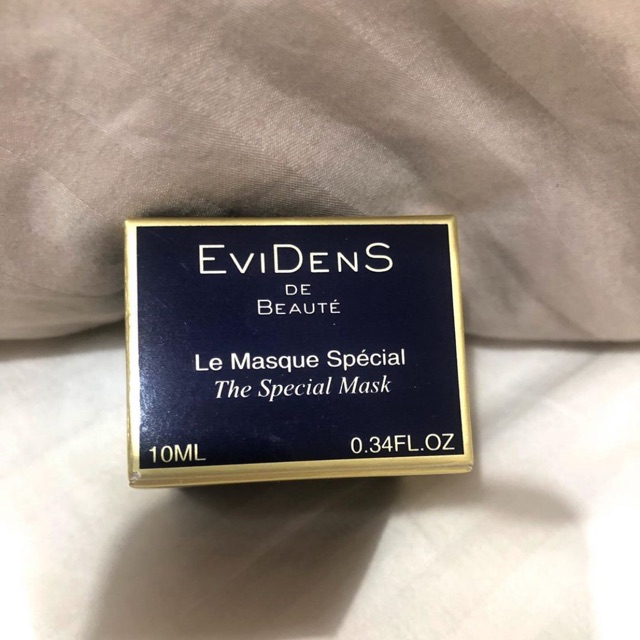 EviDenS
DE
Beauté
Le Masque Spécial
The Special Mask
10ML 0.34FL.OZ